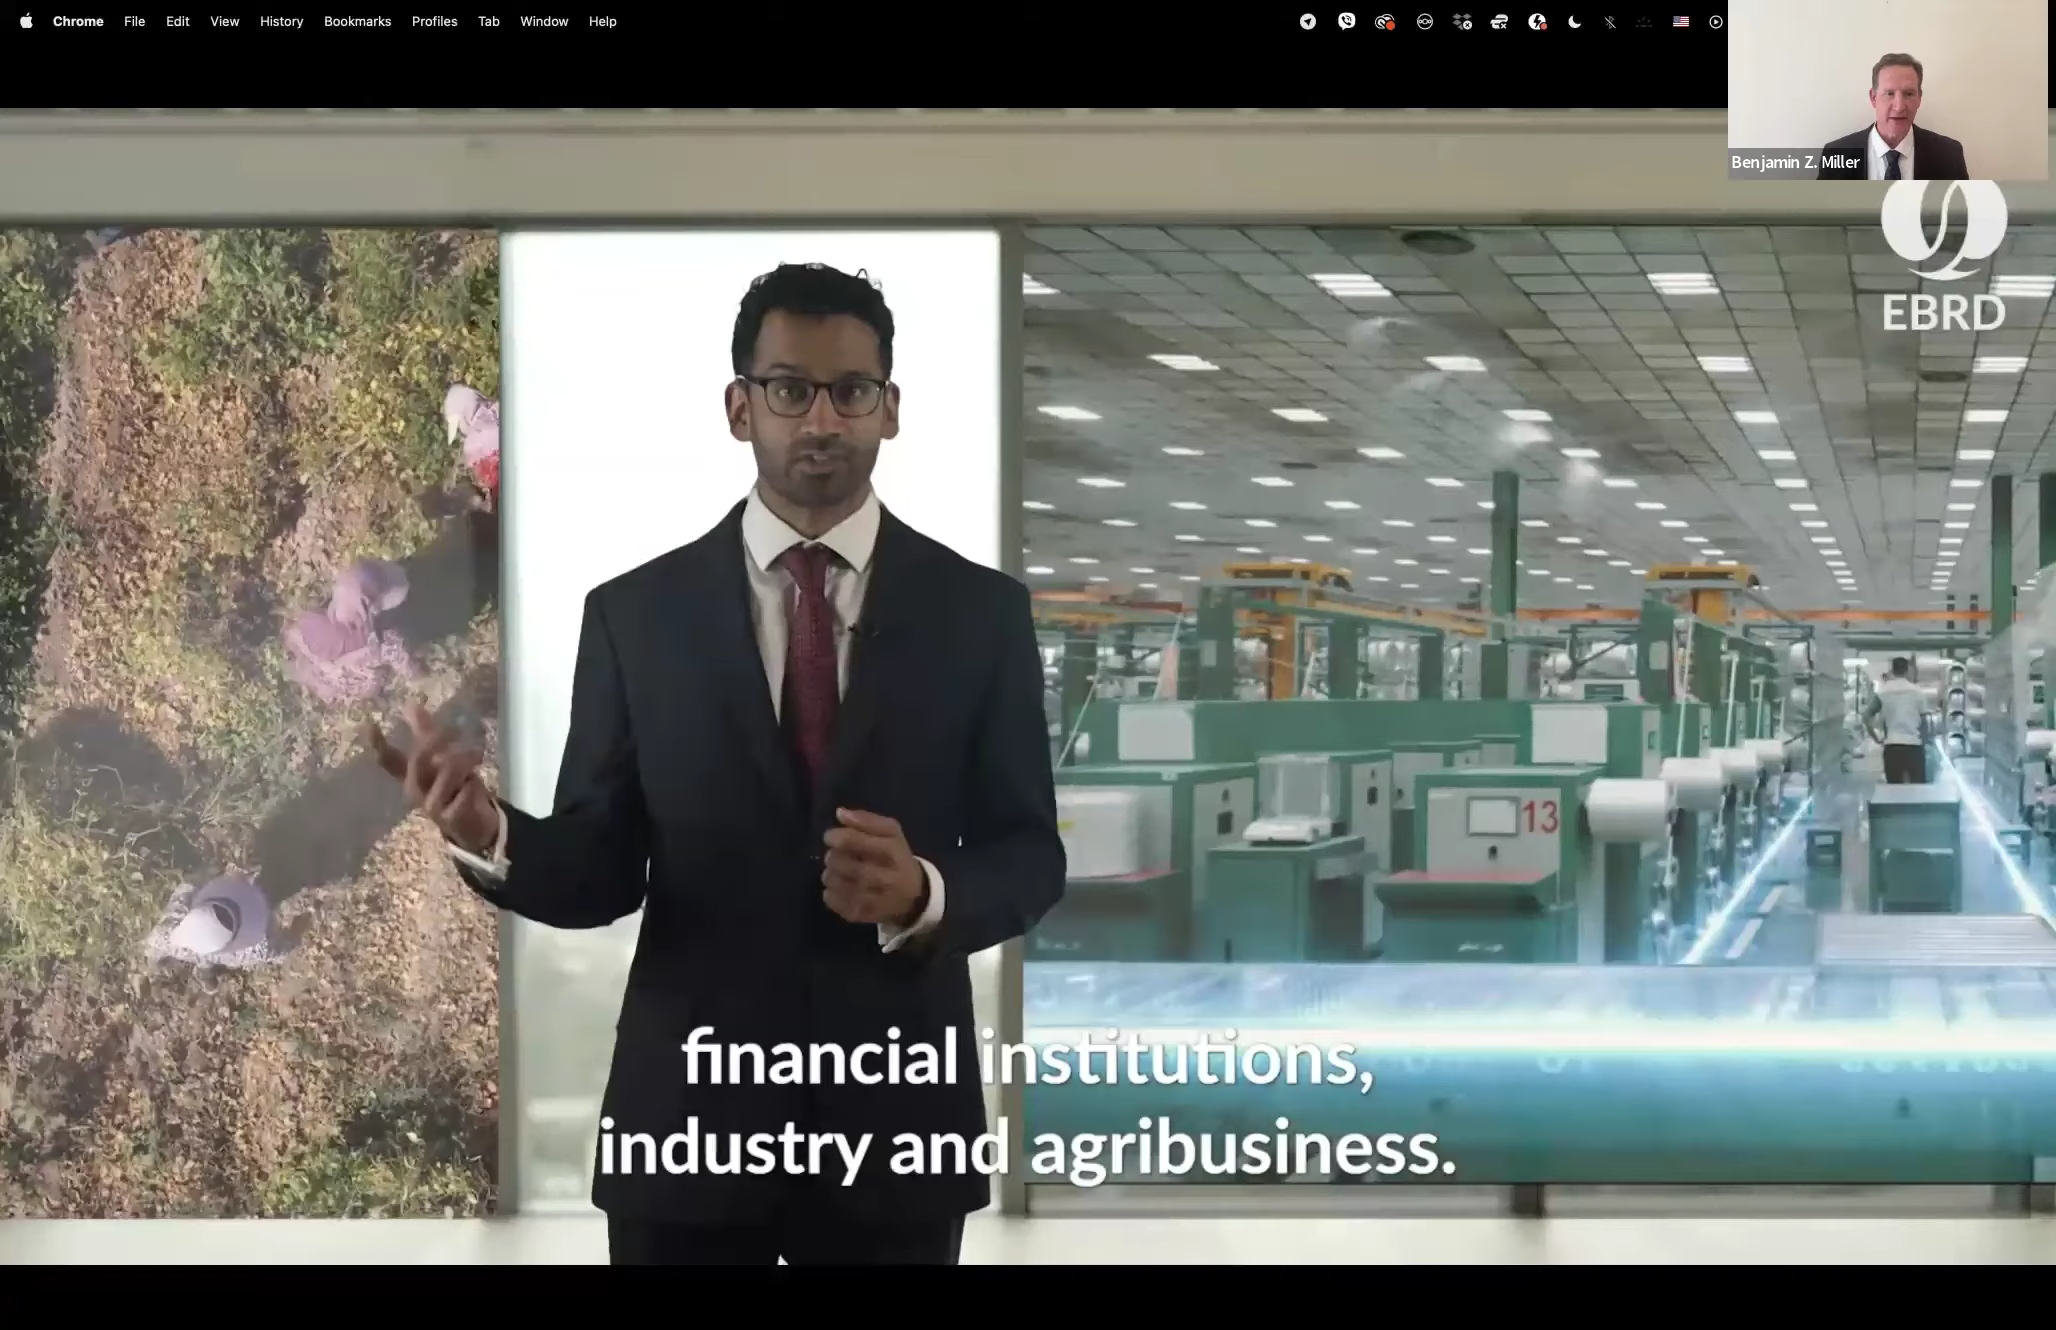 Chrome File Edit View History Bookmarks Profiles Tab Window Help
Benjamin Z. Miller
EBRD
13
financial institutions,
industry and agribusiness.